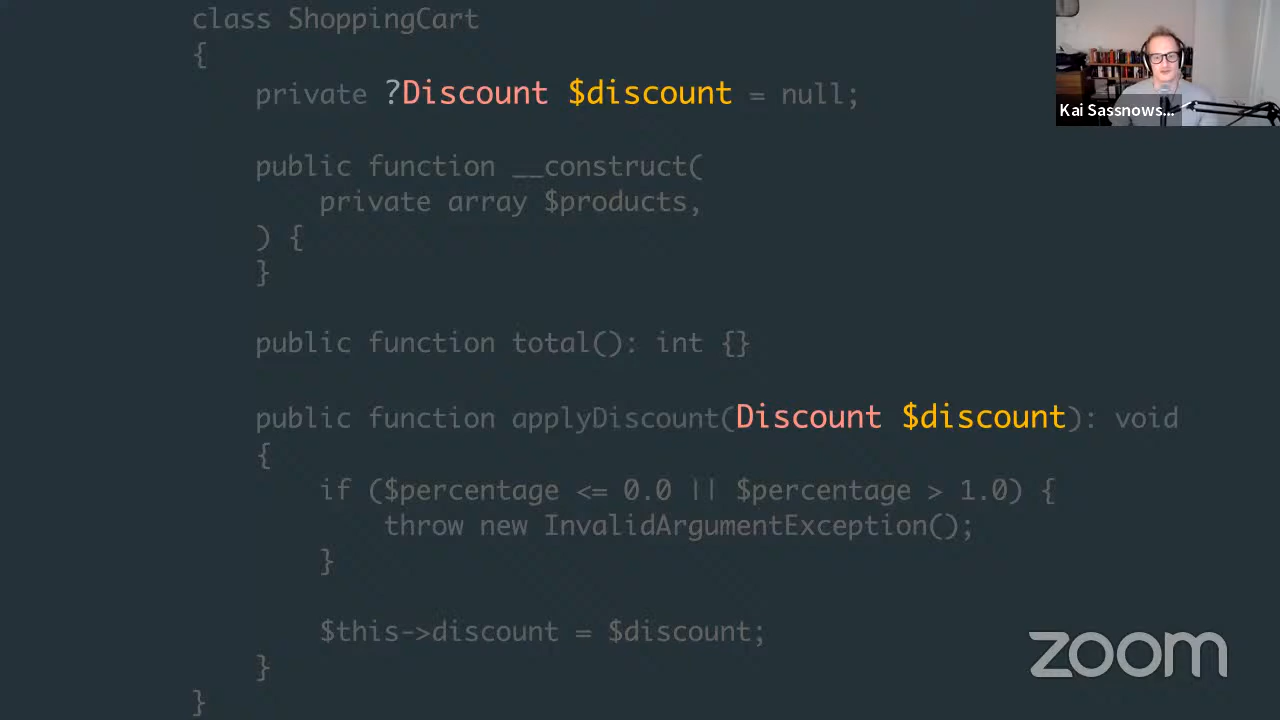 class ShoppingCart
{
private ?Discount $discount = null;
public function __construct(
private array $products,
) {
}
public function total(): int {}
public function applyDiscount(Discount $discount): void
{
if ($percentage <= 0.0 || $percentage > 1.0) {
throw new InvalidArgumentException();
}
$this->discount = $discount;
}
}
Kai Sassnows...
zoom